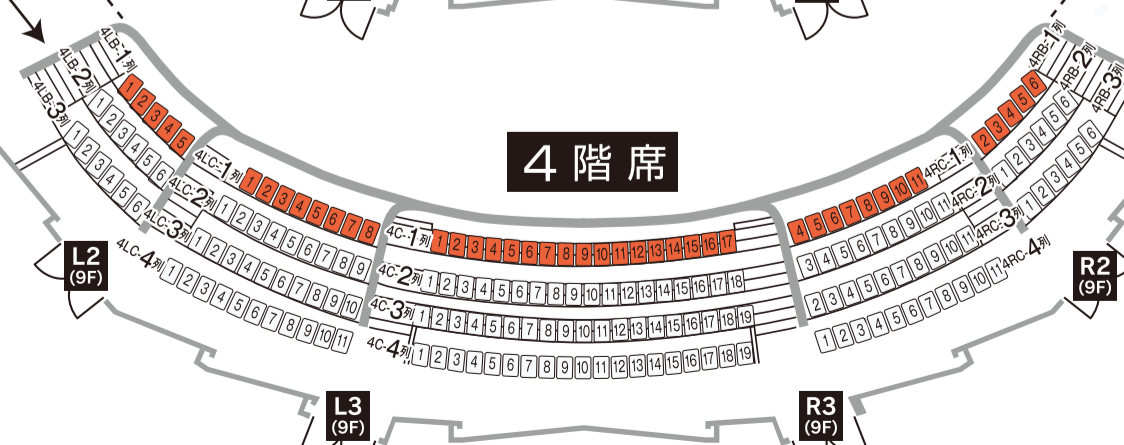 4階席
4LB-1列
1 2 3 4 5
4LB-2列
1 2 3 4 5 6
4LB-3列
1 2 3 4 5 6
4LC-1列
1 2 3 4 5 6 7 8
4LC-2列
1 2 3 4 5 6 7 8 9
4LC-3列
1 2 3 4 5 6 7 8 9 10
4LC-4列
1 2 3 4 5 6 7 8 9 10 11
4C-1列
1 2 3 4 5 6 7 8 9 10 11 12 13 14 15 16 17
4C-2列
1 2 3 4 5 6 7 8 9 10 11 12 13 14 15 16 17 18
4C-3列
1 2 3 4 5 6 7 8 9 10 11 12 13 14 15 16 17 18 19
4C-4列
1 2 3 4 5 6 7 8 9 10 11 12 13 14 15 16 17 18 19
4RC-1列
4 5 6 7 8 9 10 11
4RC-2列
3 4 5 6 7 8 9 10 11
4RC-3列
2 3 4 5 6 7 8 9 10 11
4RC-4列
1 2 3 4 5 6 7 8 9 10 11
4RB-1列
2 3 4 5 6
4RB-2列
1 2 3 4 5 6
4RB-3列
1 2 3 4 5 6
L2
(9F)
R2
(9F)
L3
(9F)
R3
(9F)